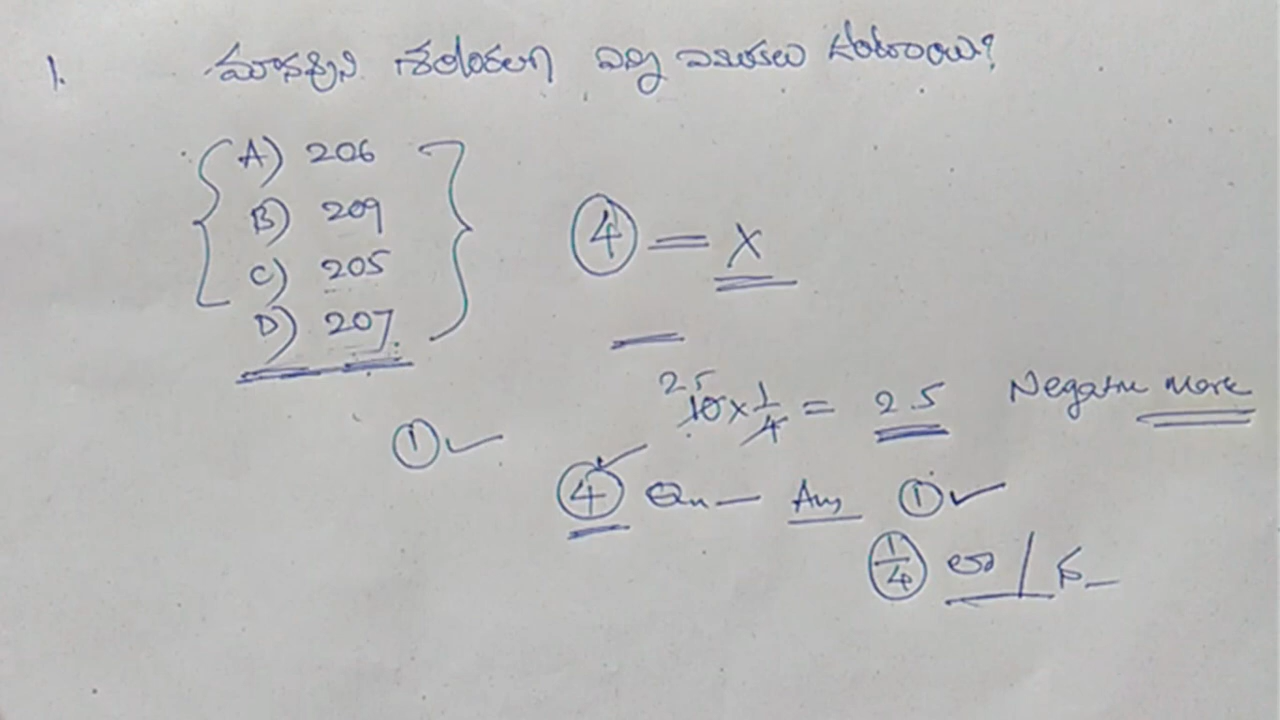 1. మానవుని శరీరంలో ఎన్ని ఎముకలు ఉంటాయి?
A) 206
B) 209
C) 205
D) 207.
4 = X
1 ✓
25
10 x 1/4 = 2.5 Negative Mark
4 Qn — Ans 1 ✓
1/4